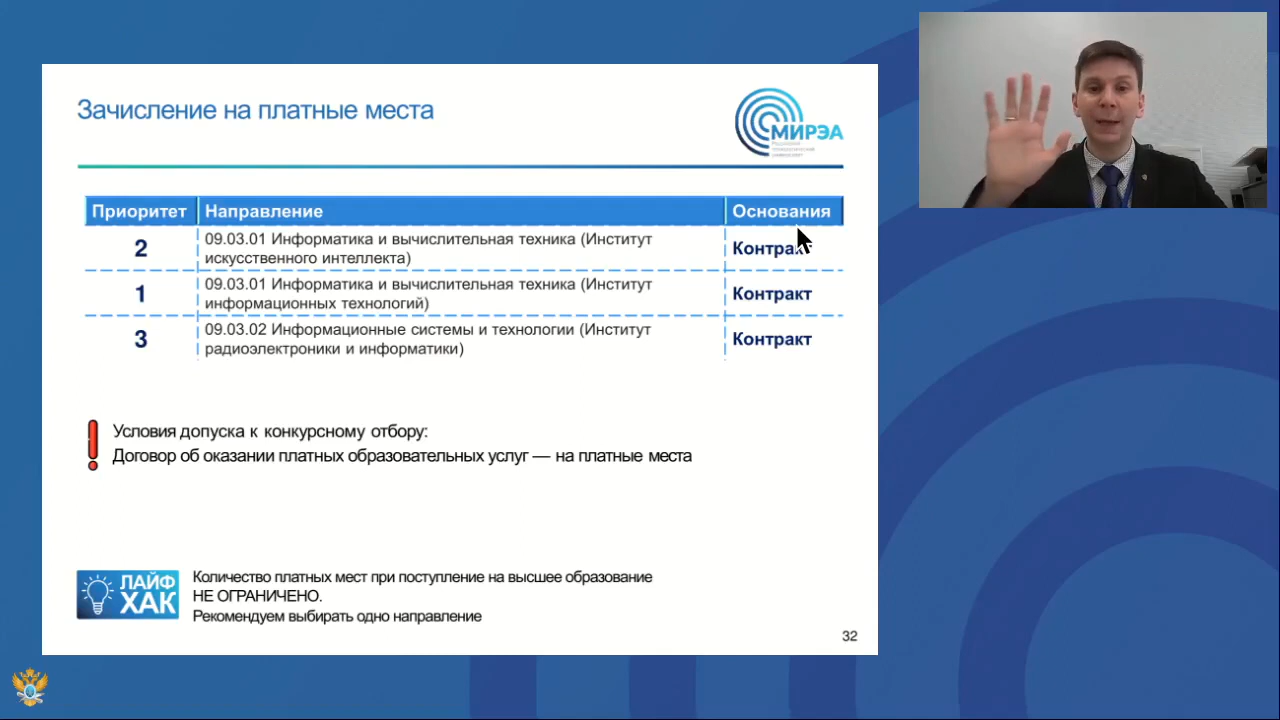 Зачисление на платные места
МИРЭА
Приоритет Направление Основания
2 09.03.01 Информатика и вычислительная техника (Институт
искусственного интеллекта) Контракт
1 09.03.01 Информатика и вычислительная техника (Институт
информационных технологий) Контракт
3 09.03.02 Информационные системы и технологии (Институт
радиоэлектроники и информатики) Контракт
Условия допуска к конкурсному отбору:
Договор об оказании платных образовательных услуг — на платные места
ЛАЙФ
ХАК
Количество платных мест при поступление на высшее образование
НЕ ОГРАНИЧЕНО.
Рекомендуем выбирать одно направление
32